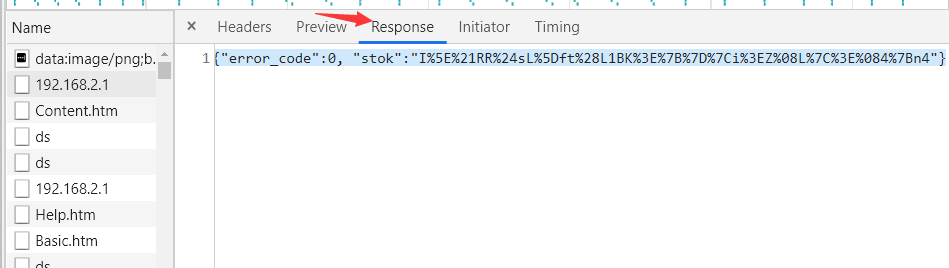 Name
× Headers Preview Response Initiator Timing
data:image/png;b.
192.168.2.1
Content.htm
ds
ds
192.168.2.1
Help.htm
Basic.htm
ds
1 {"error_code":0, "stok":"I%5E%21RR%24sL%5Dft%28L1BK%3E%7B%7D%7Ci%3EZ%08L%7C%3E%084%7Bn4"}